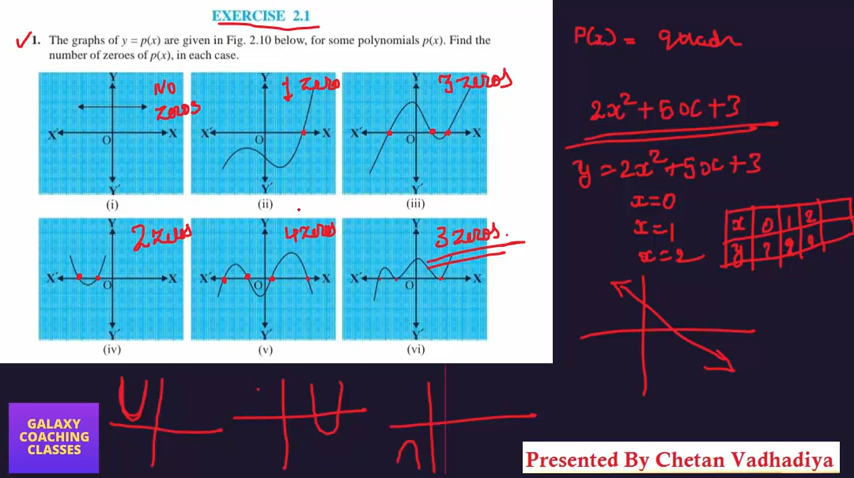 EXERCISE 2.1
✓1. The graphs of y = p(x) are given in Fig. 2.10 below, for some polynomials p(x). Find the
number of zeroes of p(x), in each case.
Y
No
zeros
X′ O X
Y′
(i)
Y
1 zero
X′ O X
Y′
(ii)
Y
3 zeros
X′ O X
Y′
(iii)
Y
2 zeros
X′ O X
Y′
(iv)
Y
4 zeros
X′ O X
Y′
(v)
Y
3 zeros.
X′ O X
Y′
(vi)
P(x) = quadr
2x²+5x+3
y = 2x²+5x+3
x=0
x=1
x=2
x 0 1 2
y ? ? ?
GALAXY
COACHING
CLASSES
Presented By Chetan Vadhadiya